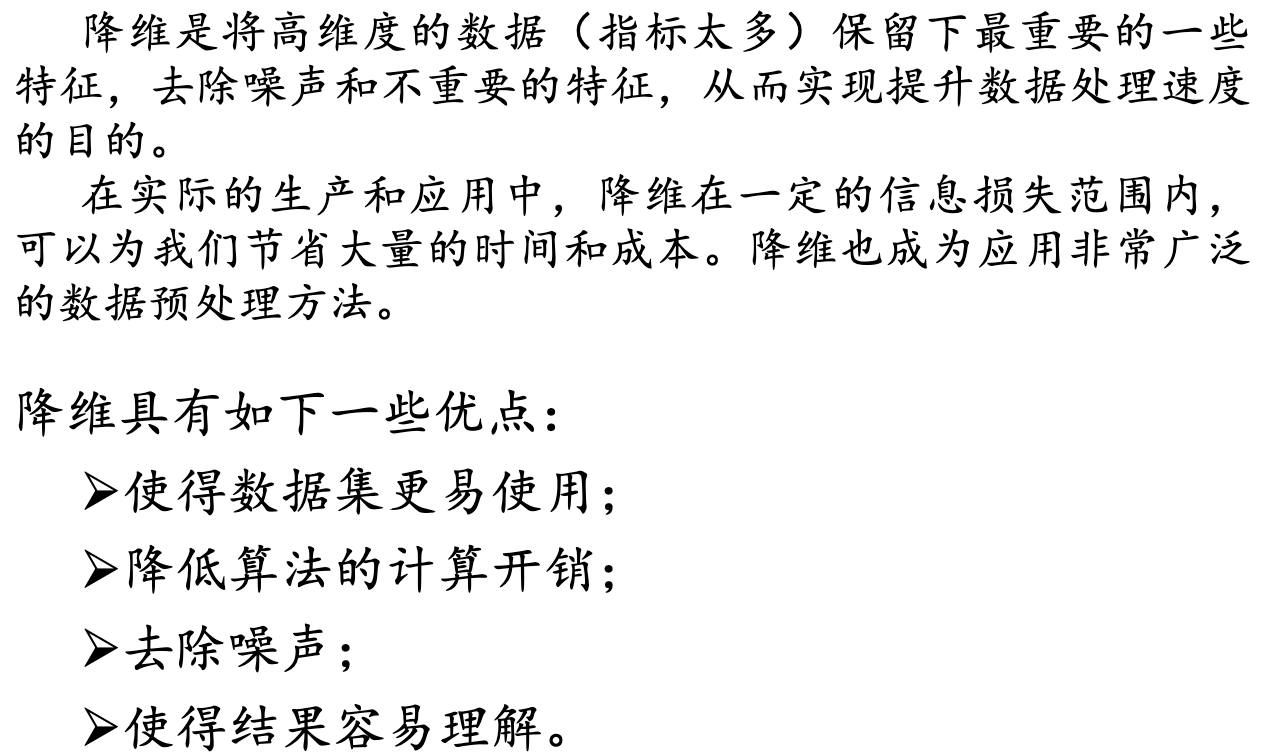 降维是将高维度的数据（指标太多）保留下最重要的一些
特征，去除噪声和不重要的特征，从而实现提升数据处理速度
的目的。
在实际的生产和应用中，降维在一定的信息损失范围内，
可以为我们节省大量的时间和成本。降维也成为应用非常广泛
的数据预处理方法。
降维具有如下一些优点：
➢使得数据集更易使用；
➢降低算法的计算开销；
➢去除噪声；
➢使得结果容易理解。